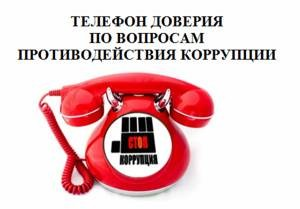 ТЕЛЕФОН ДОВЕРИЯ
ПО ВОПРОСАМ
ПРОТИВОДЕЙСТВИЯ КОРРУПЦИИ
СТОП
КОРРУПЦИЯ